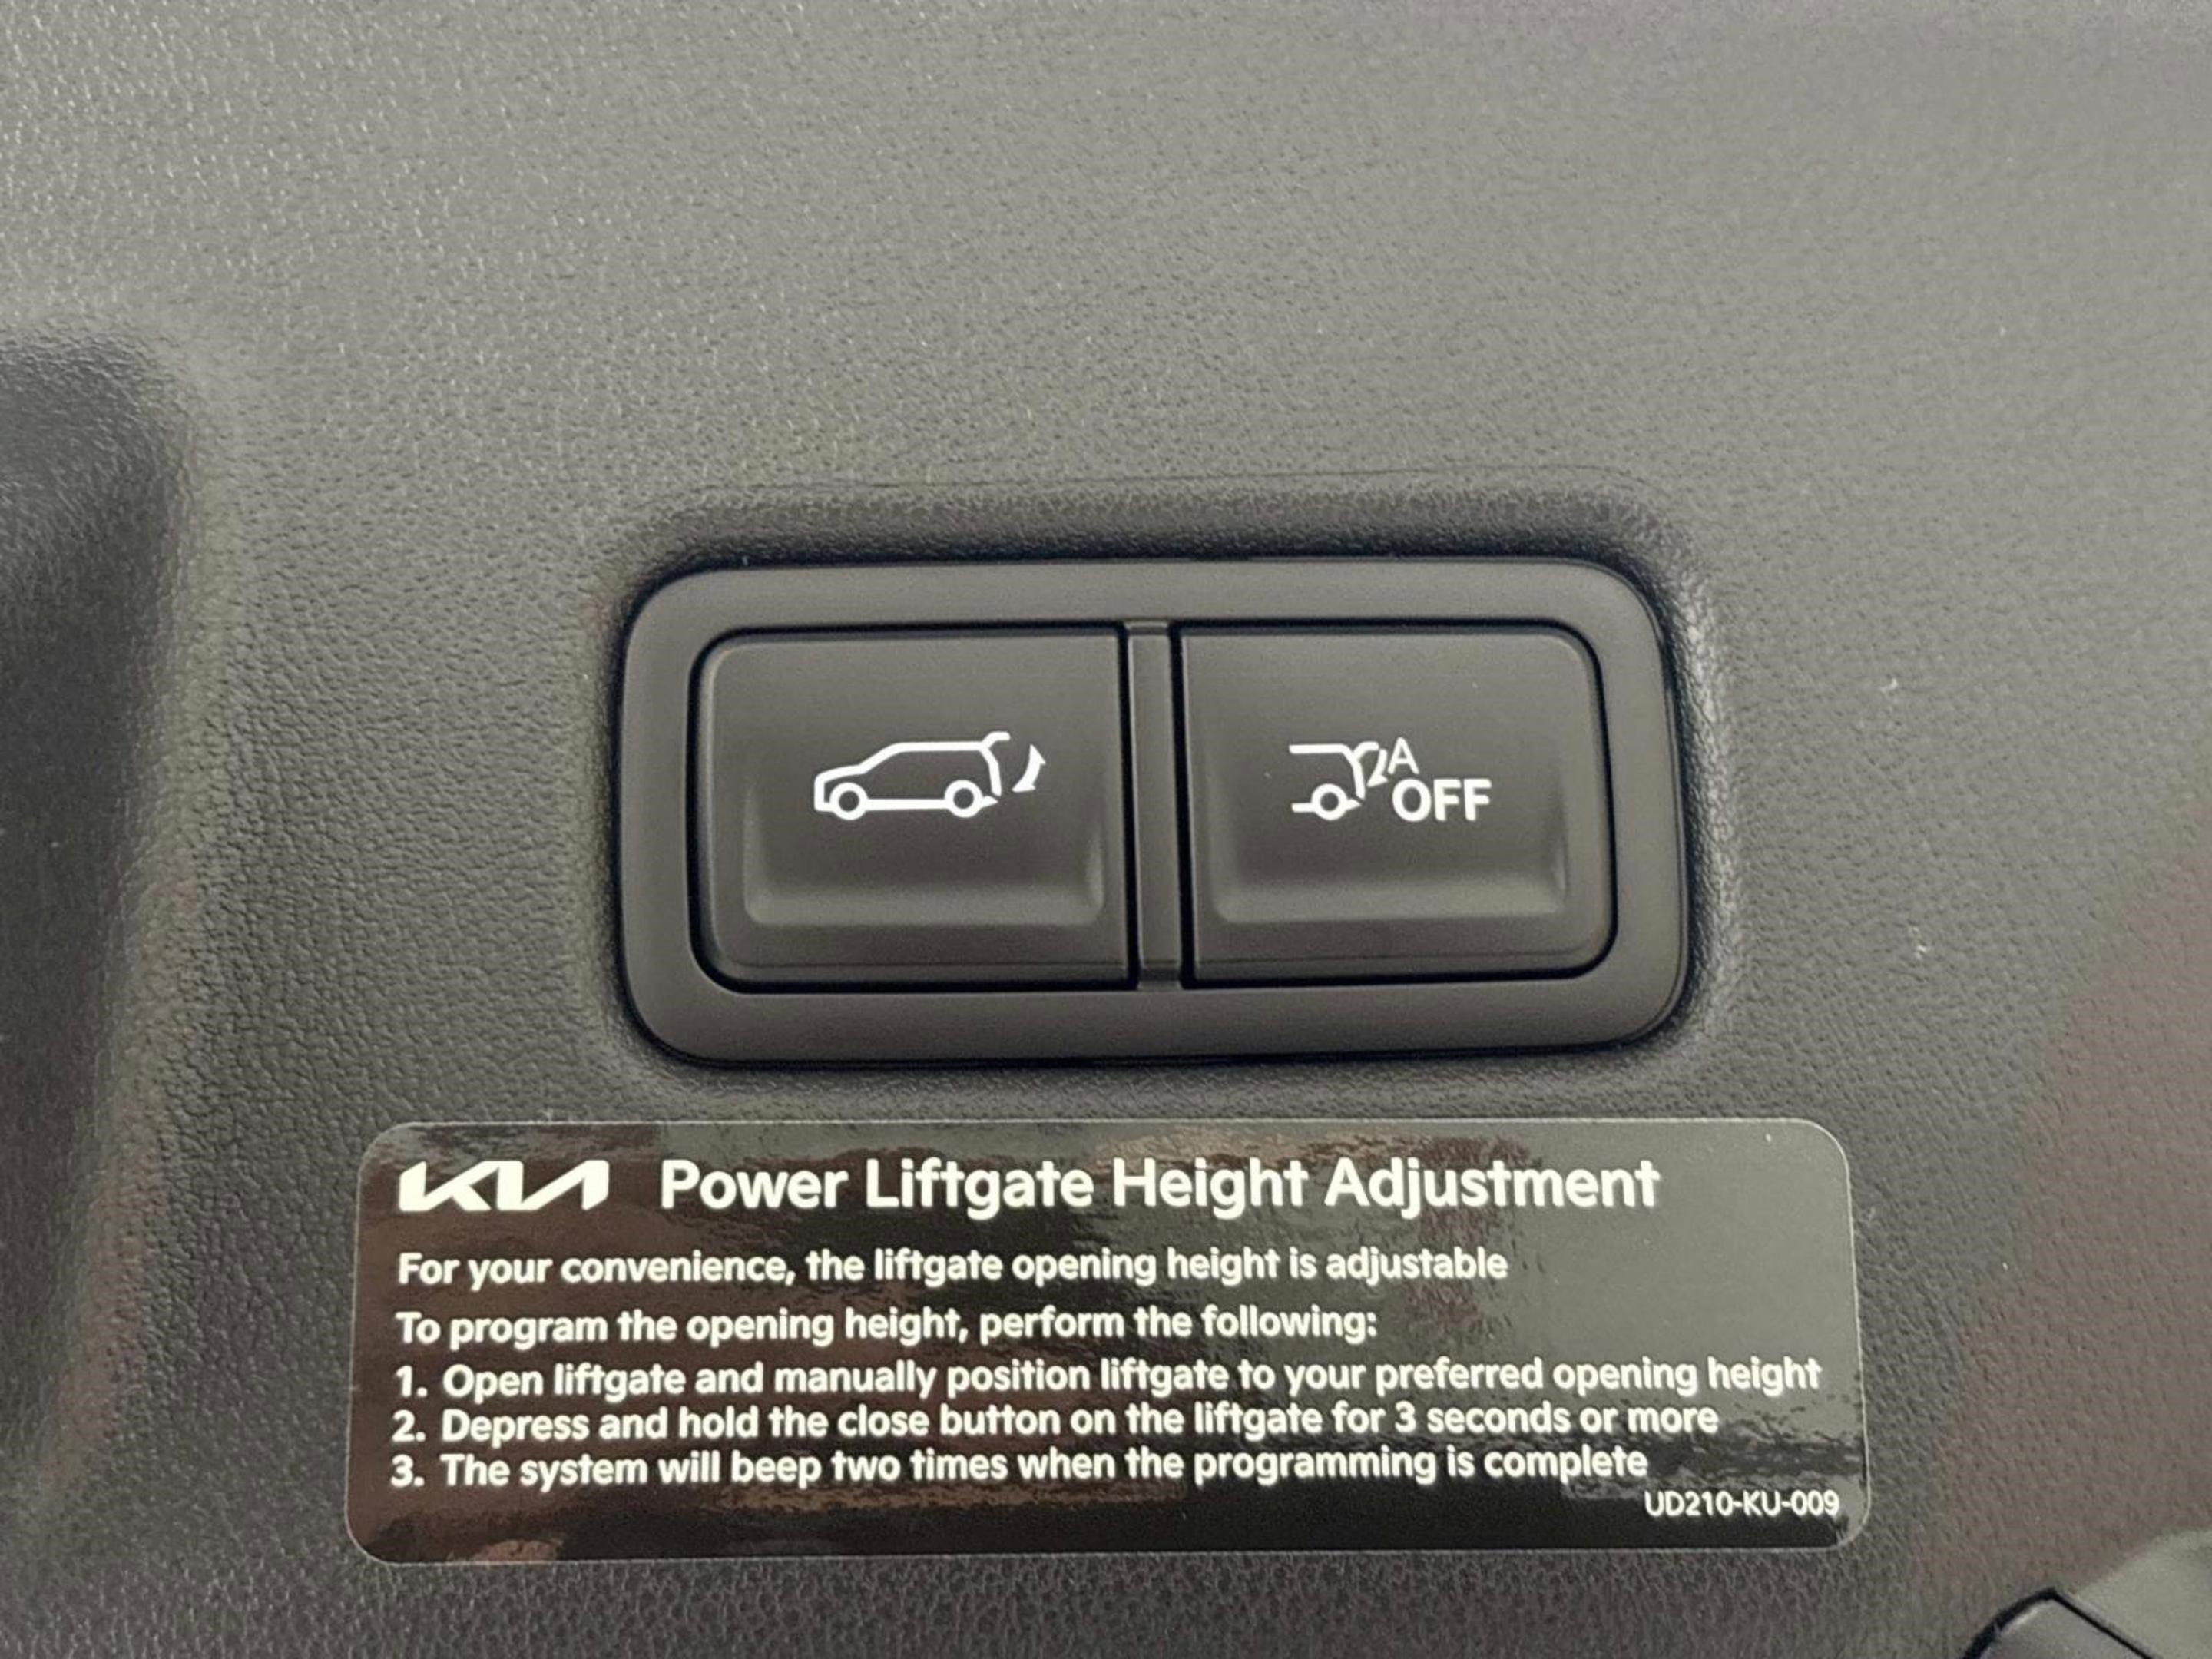 A
OFF
KIA Power Liftgate Height Adjustment
For your convenience, the liftgate opening height is adjustable
To program the opening height, perform the following:
1. Open liftgate and manually position liftgate to your preferred opening height
2. Depress and hold the close button on the liftgate for 3 seconds or more
3. The system will beep two times when the programming is complete
UD210-KU-009